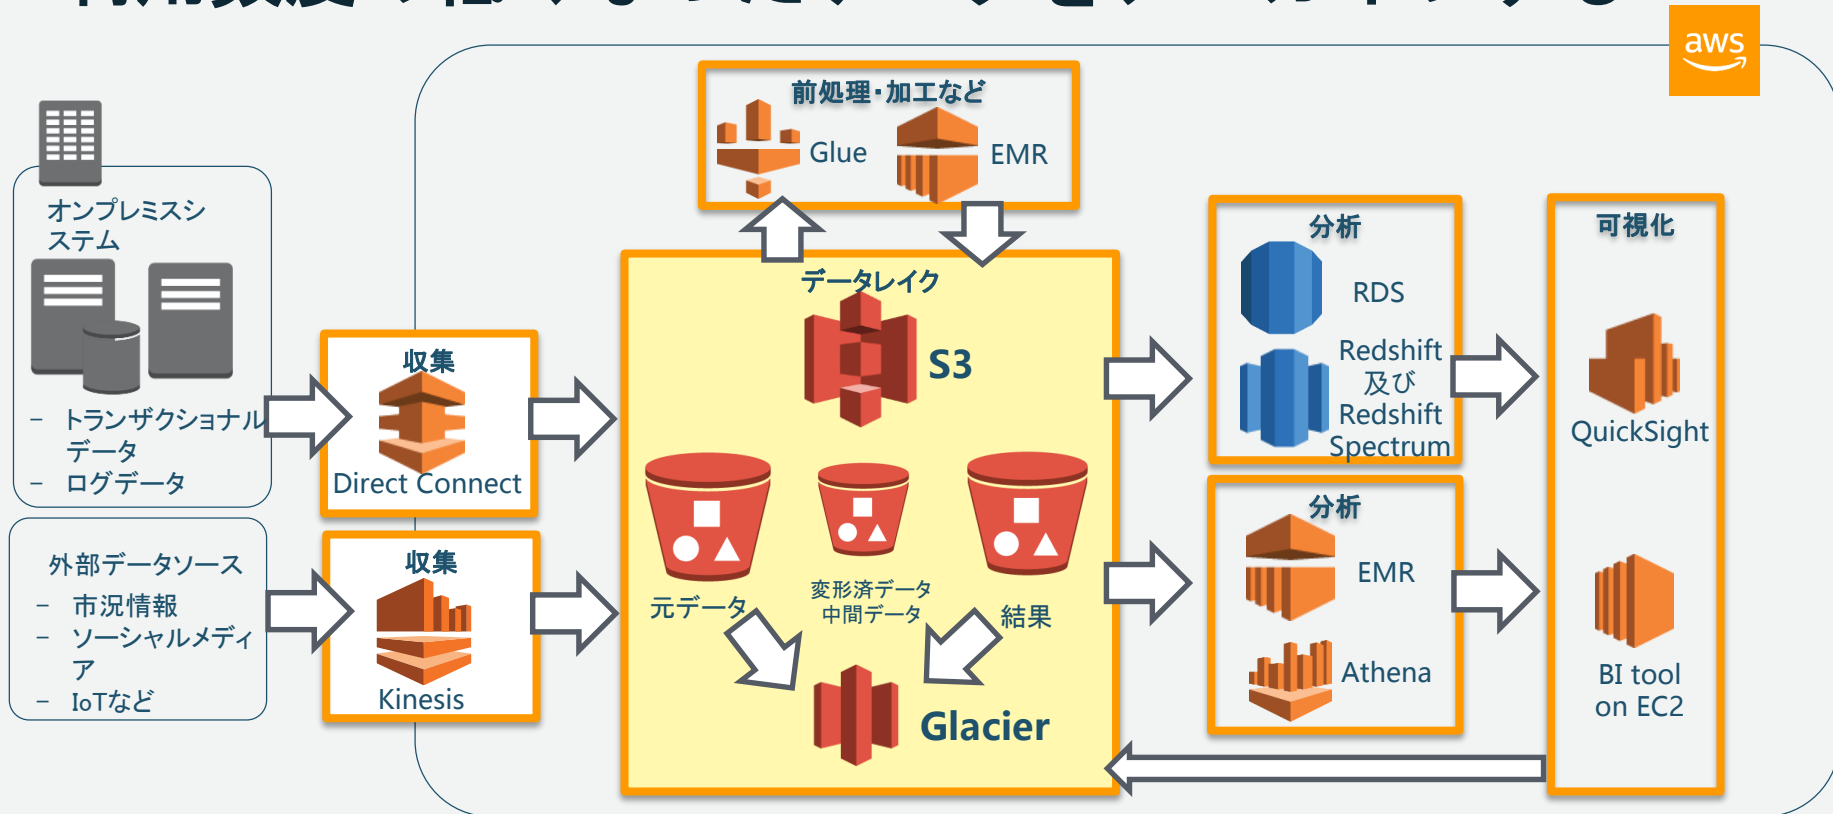 aws
前処理・加工など
Glue
EMR
オンプレミスシ
ステム
– トランザクショナル
データ
– ログデータ
外部データソース
– 市況情報
– ソーシャルメディ
ア
– IoTなど
収集
Direct Connect
収集
Kinesis
データレイク
S3
元データ
変形済データ
中間データ
結果
Glacier
分析
RDS
Redshift
及び
Redshift
Spectrum
分析
EMR
Athena
可視化
QuickSight
BI tool
on EC2